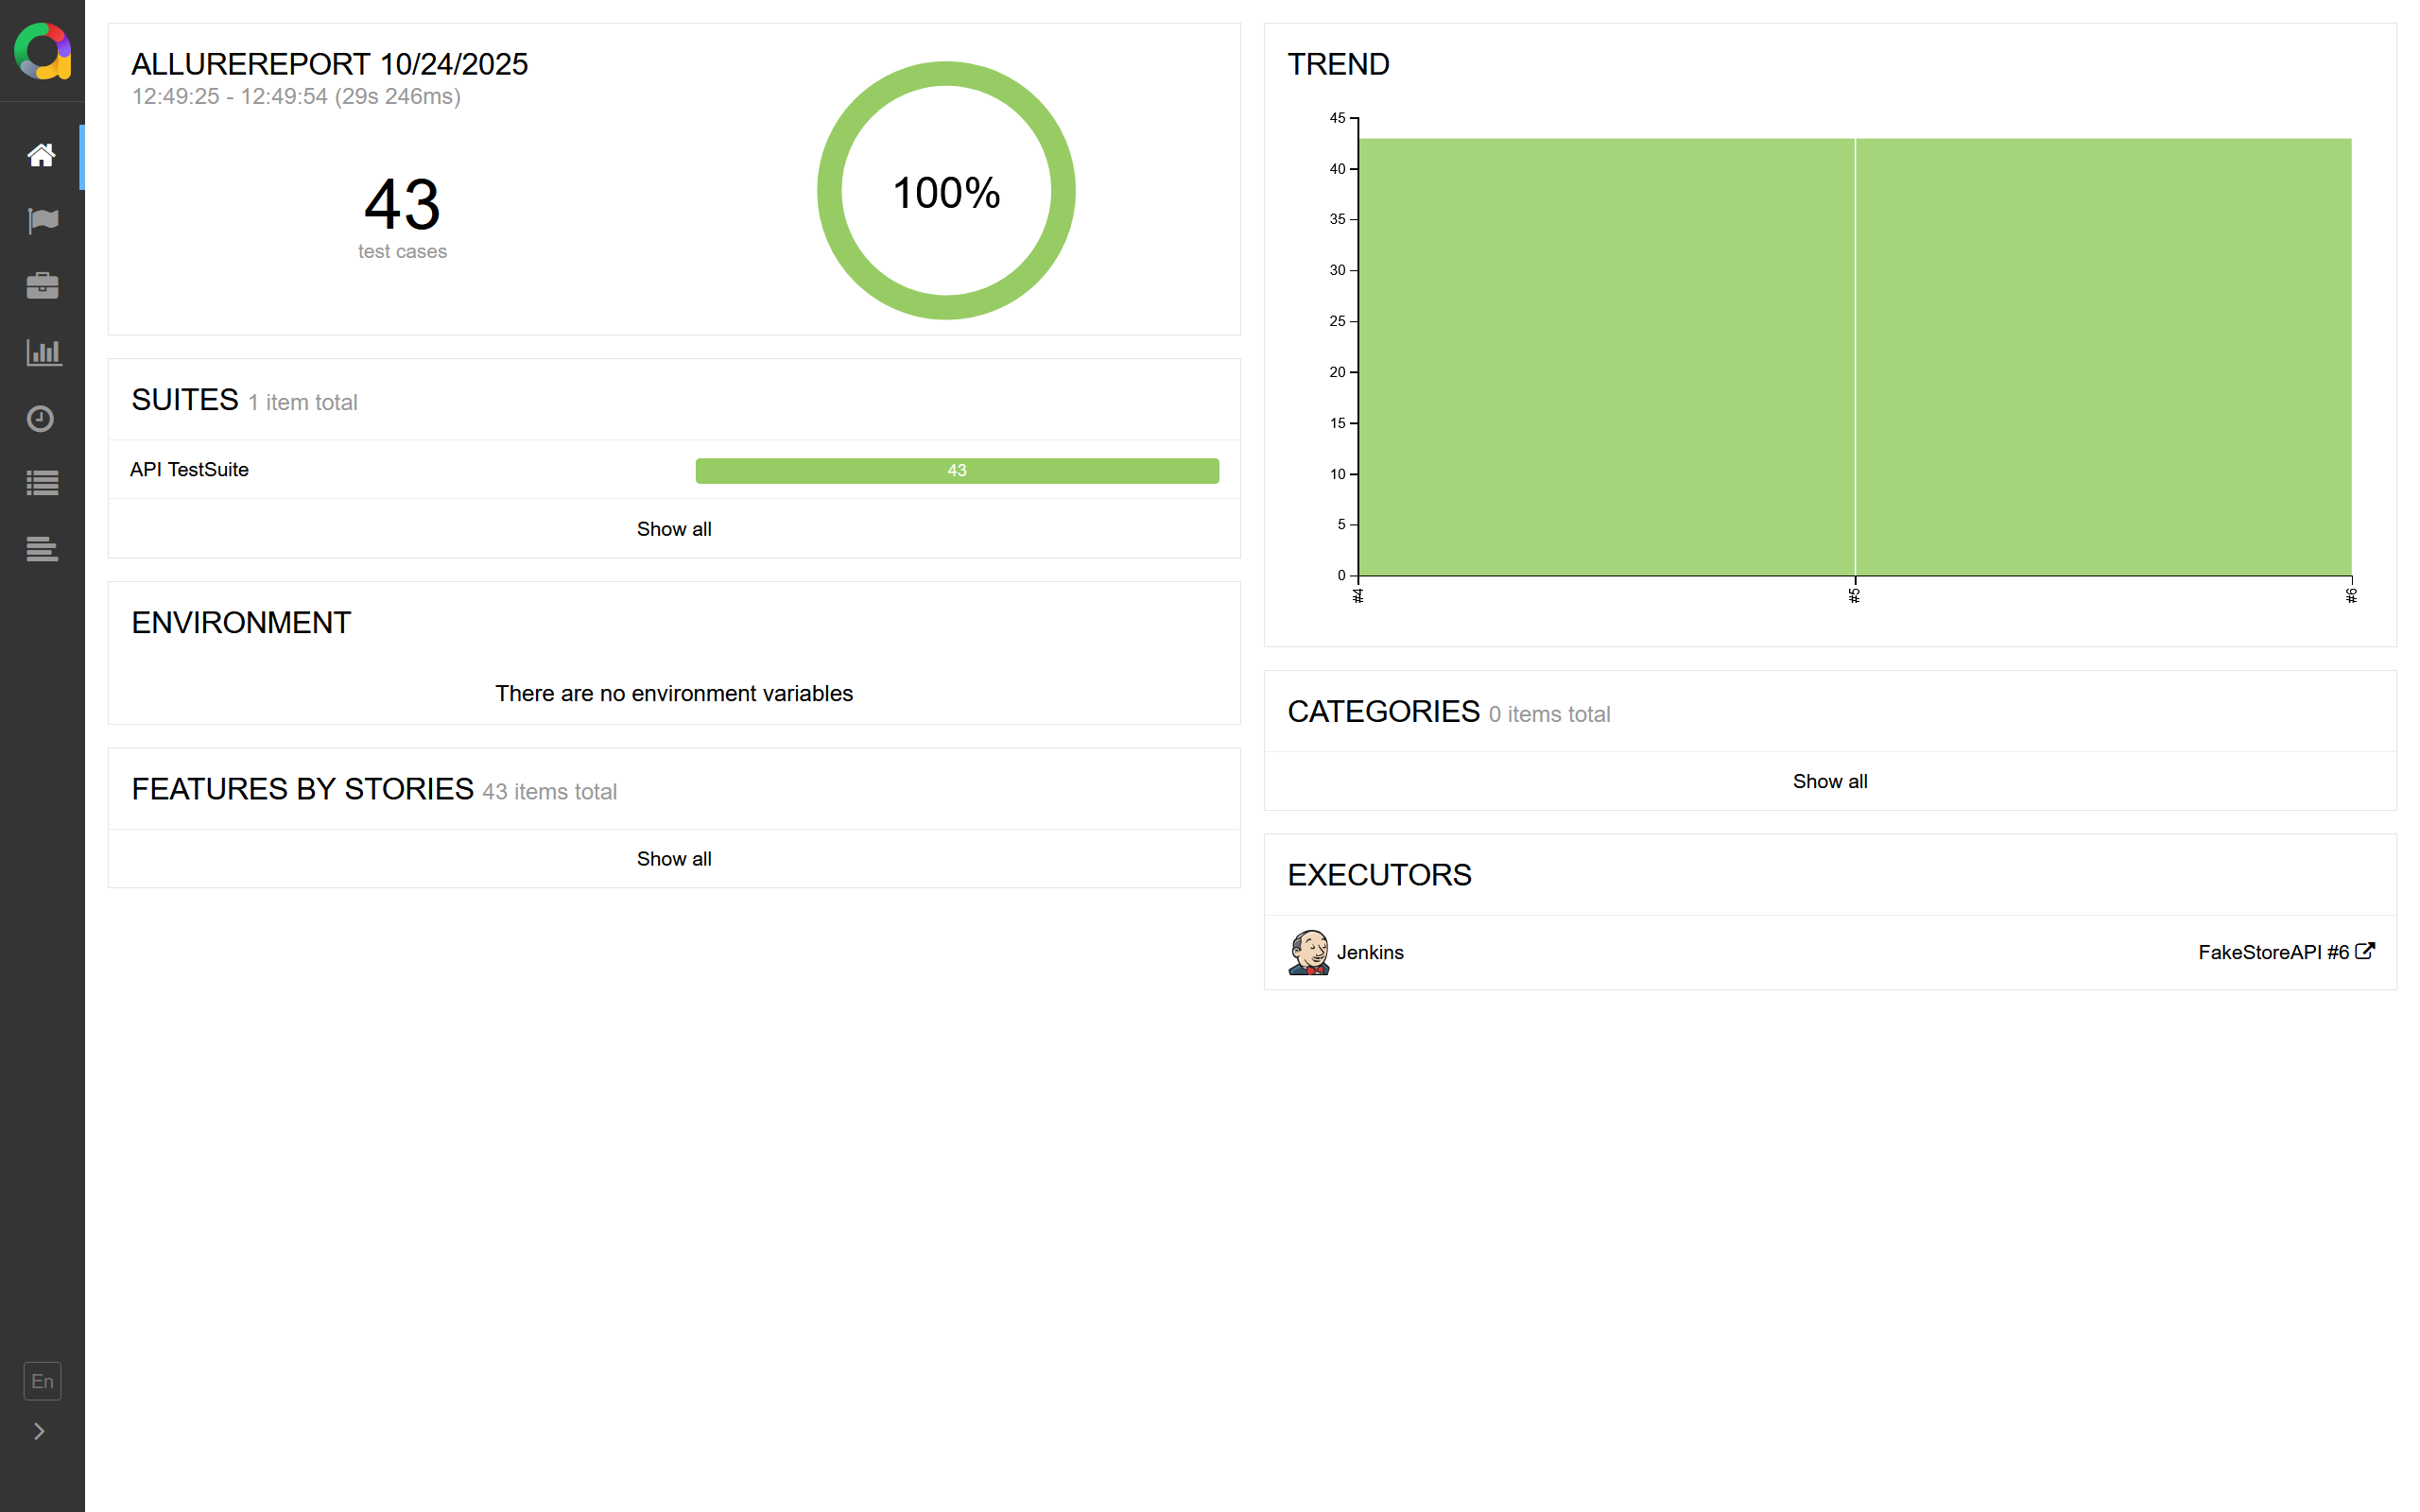 ALLUREREPORT 10/24/2025
12:49:25 - 12:49:54 (29s 246ms)
43
test cases
100%
SUITES 1 item total
API TestSuite
43
Show all
ENVIRONMENT
There are no environment variables
FEATURES BY STORIES 43 items total
Show all
TREND
45
40
35
30
25
20
15
10
5
0
#4
#5
#6
CATEGORIES 0 items total
Show all
EXECUTORS
Jenkins
FakeStoreAPI #6
En